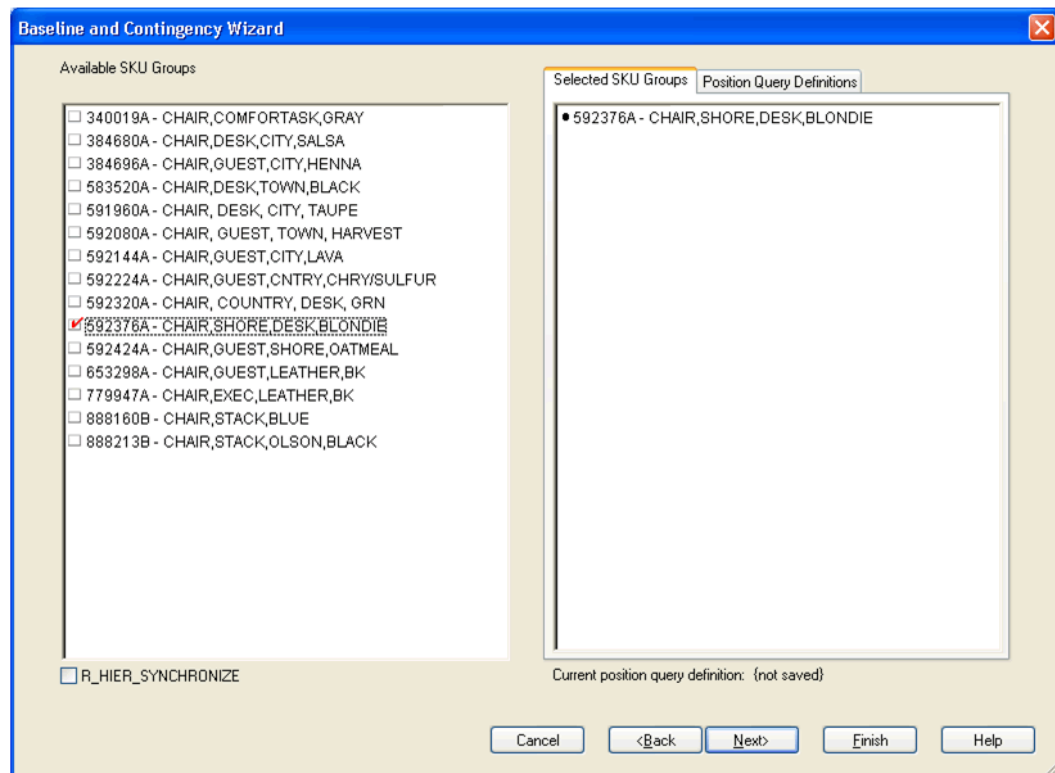 Baseline and Contingency Wizard
Available SKU Groups
340019A - CHAIR,COMFORTASK,GRAY
384680A - CHAIR,DESK,CITY,SALSA
384696A - CHAIR,GUEST,CITY,HENNA
583520A - CHAIR,DESK,TOWN,BLACK
591960A - CHAIR, DESK, CITY, TAUPE
592080A - CHAIR, GUEST, TOWN, HARVEST
592144A - CHAIR,GUEST,CITY,LAVA
592224A - CHAIR,GUEST,CNTRY,CHRY/SULFUR
592320A - CHAIR, COUNTRY, DESK, GRN
592376A - CHAIR,SHORE,DESK,BLONDIE
592424A - CHAIR,GUEST,SHORE,OATMEAL
653298A - CHAIR,GUEST,LEATHER,BK
779947A - CHAIR,EXEC,LEATHER,BK
888160B - CHAIR,STACK,BLUE
888213B - CHAIR,STACK,OLSON,BLACK
R_HIER_SYNCHRONIZE
Selected SKU Groups Position Query Definitions
592376A - CHAIR,SHORE,DESK,BLONDIE
Current position query definition: {not saved}
Cancel <Back Next> Finish Help